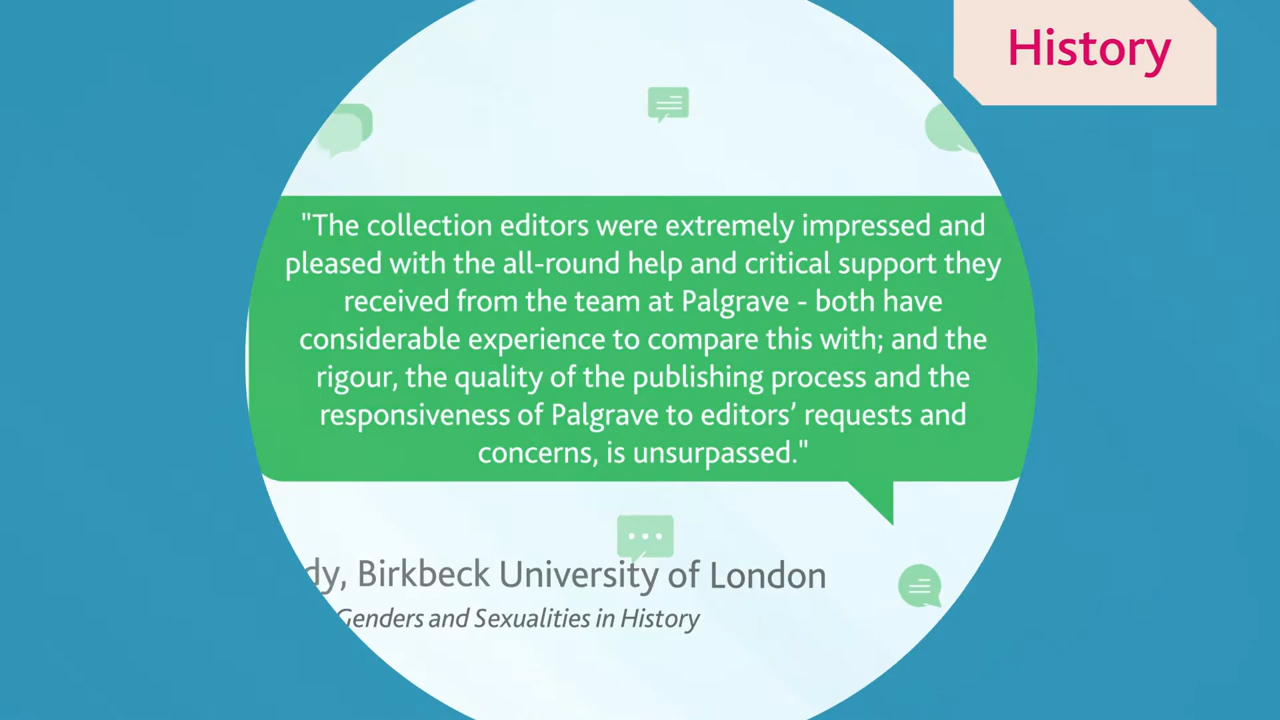 History
"The collection editors were extremely impressed and
pleased with the all-round help and critical support they
received from the team at Palgrave - both have
considerable experience to compare this with; and the
rigour, the quality of the publishing process and the
responsiveness of Palgrave to editors’ requests and
concerns, is unsurpassed."
dy, Birkbeck University of London
Genders and Sexualities in History